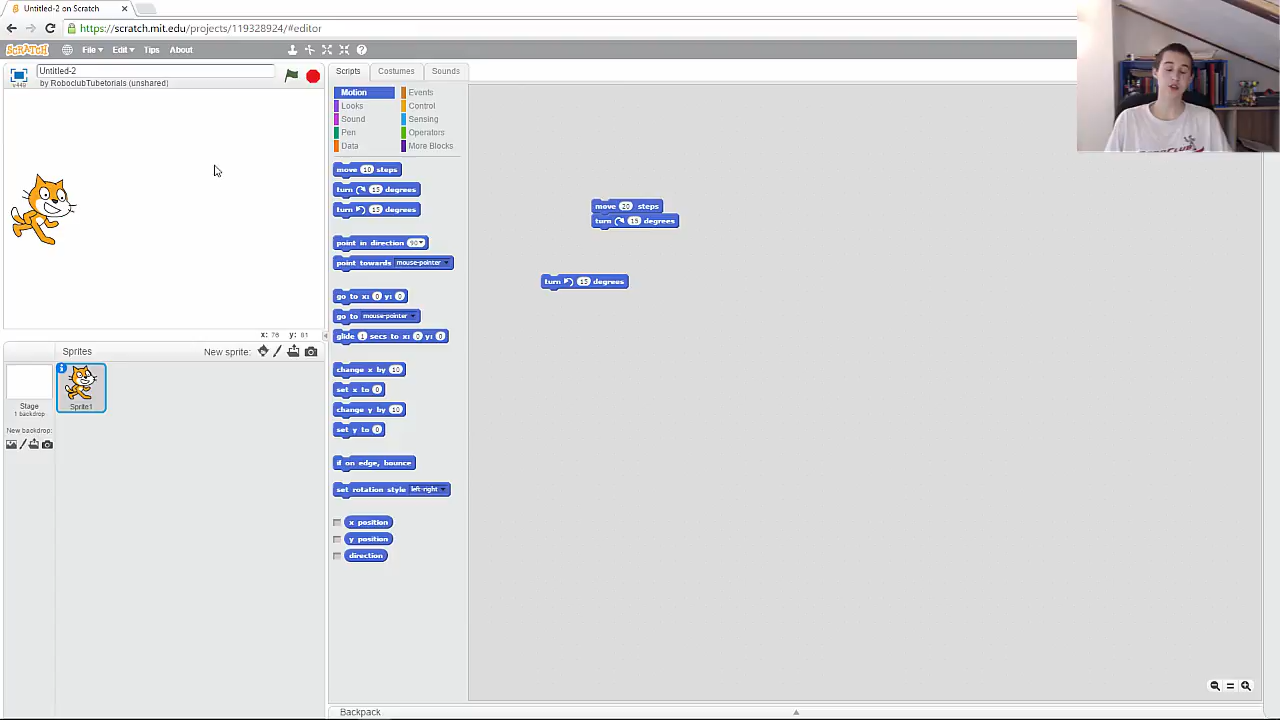 Untitled-2 on Scratch
https://scratch.mit.edu/projects/119328924/#editor
SCRATCH File Edit Tips About
Untitled-2
by RoboclubTubetorials (unshared)
v449
Scripts Costumes Sounds
Motion Events
Looks Control
Sound Sensing
Pen Operators
Data More Blocks
move 10 steps
turn 15 degrees
turn 15 degrees
point in direction 90
point towards mouse-pointer
go to x: 0 y: 0
go to mouse-pointer
glide 1 secs to x: 0 y: 0
change x by 10
set x to 0
change y by 10
set y to 0
if on edge, bounce
set rotation style left-right
x position
y position
direction
move 20 steps
turn 15 degrees
turn 15 degrees
x: 76 y: 81
Sprites New sprite:
Stage
1 backdrop
New backdrop:
Sprite1
Backpack